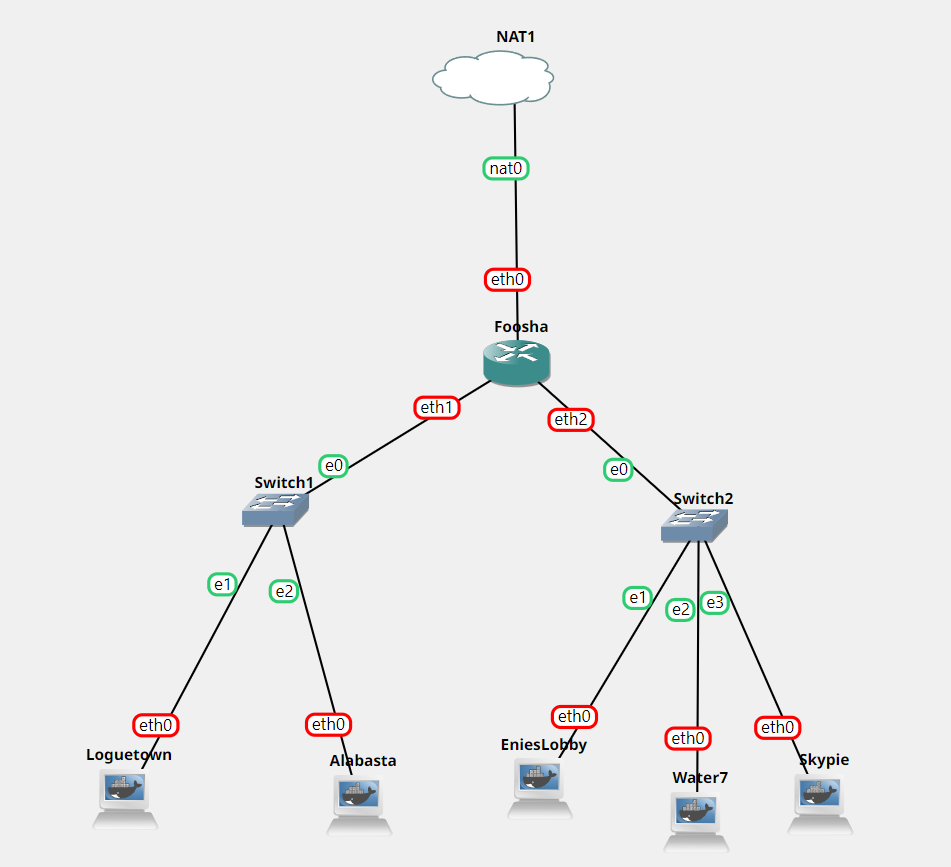 NAT1
nat0
eth0
Foosha
eth1
eth2
e0
e0
Switch1
Switch2
e1
e2
e1
e2
e3
eth0
eth0
eth0
eth0
eth0
Loguetown
Alabasta
EniesLobby
Water7
Skypie